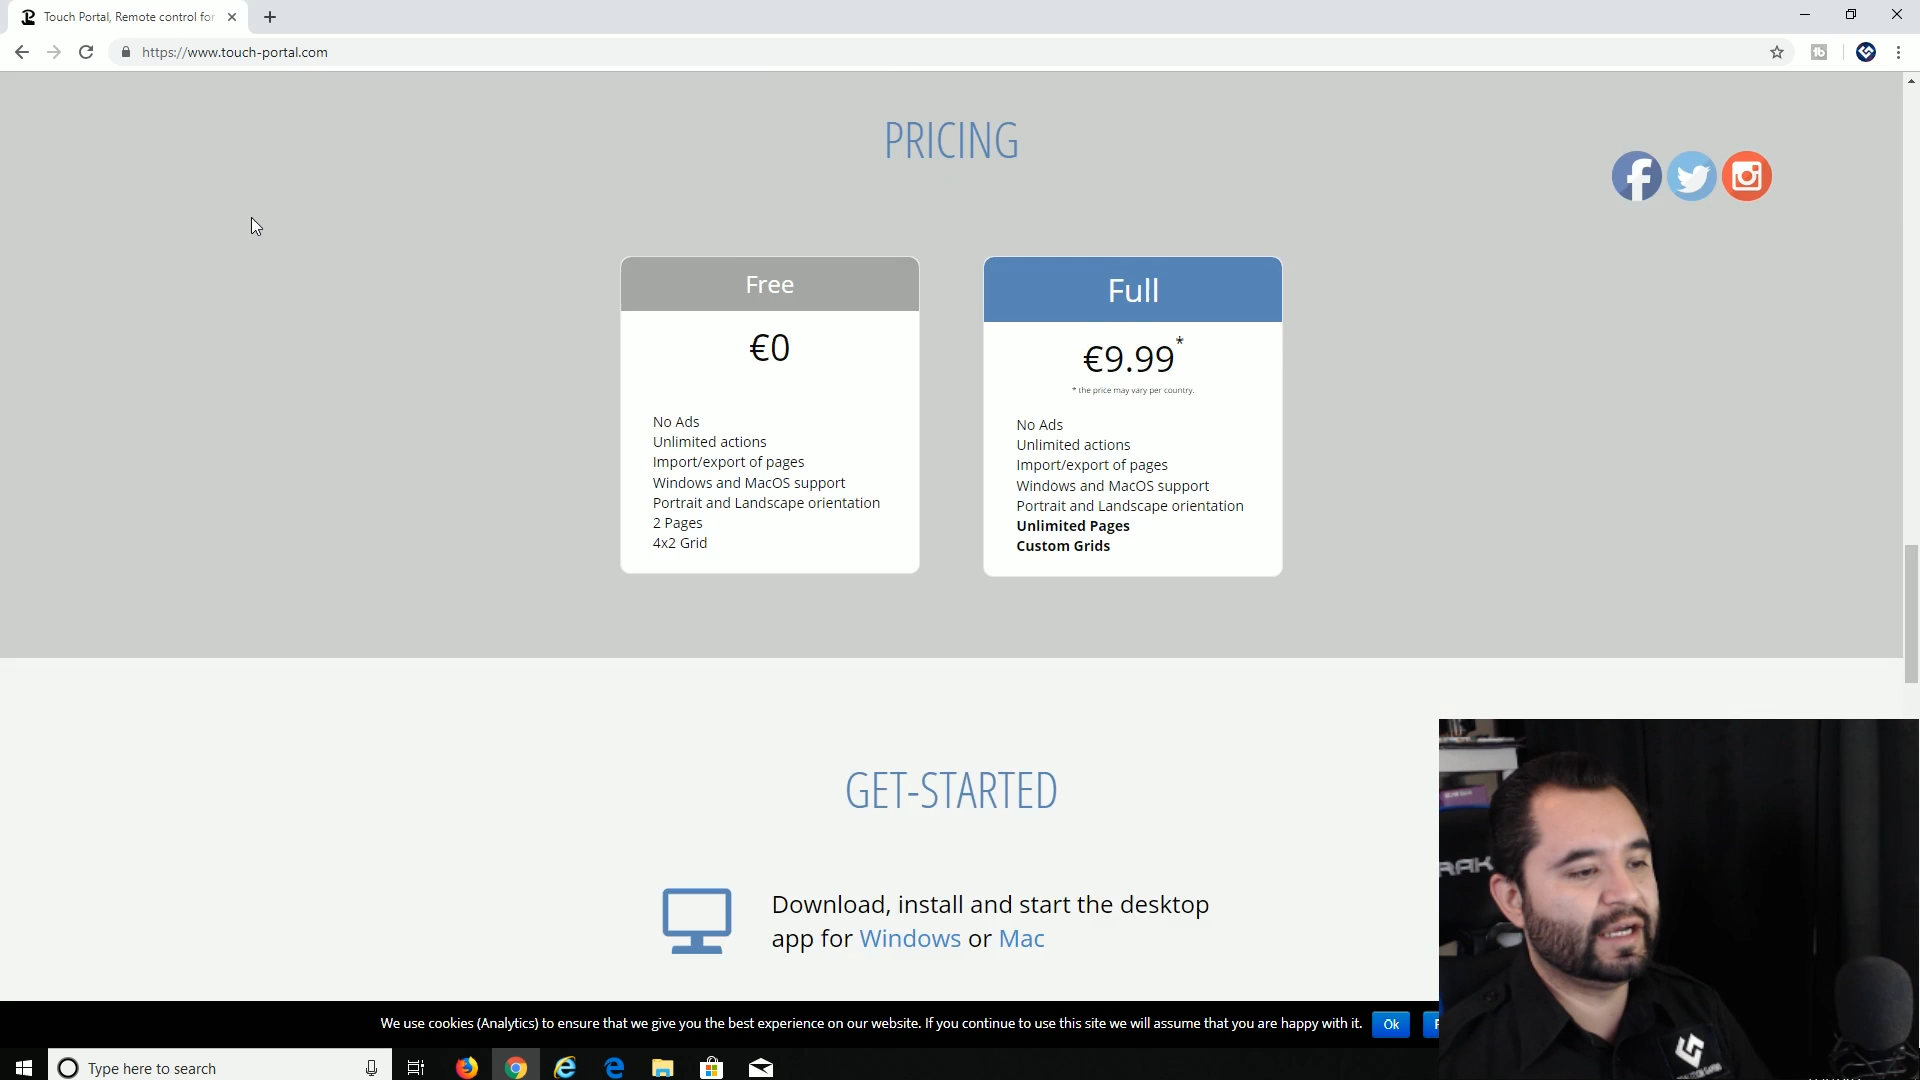 Touch Portal, Remote control for
https://www.touch-portal.com
PRICING
Free
€0
No Ads
Unlimited actions
Import/export of pages
Windows and MacOS support
Portrait and Landscape orientation
2 Pages
4x2 Grid
Full
€9.99*
* the price may vary per country.
No Ads
Unlimited actions
Import/export of pages
Windows and MacOS support
Portrait and Landscape orientation
Unlimited Pages
Custom Grids
GET-STARTED
Download, install and start the desktop
app for Windows or Mac
We use cookies (Analytics) to ensure that we give you the best experience on our website. If you continue to use this site we will assume that you are happy with it.
Ok
Type here to search